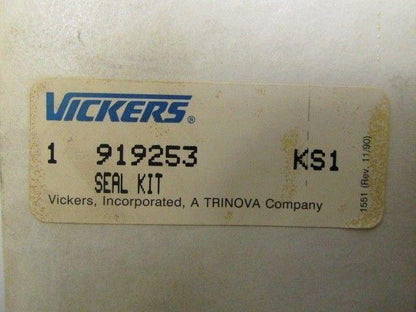 VICKERS®
1 919253 KS1
SEAL KIT
Vickers, Incorporated, A TRINOVA Company
1551 (Rev. 11/90)